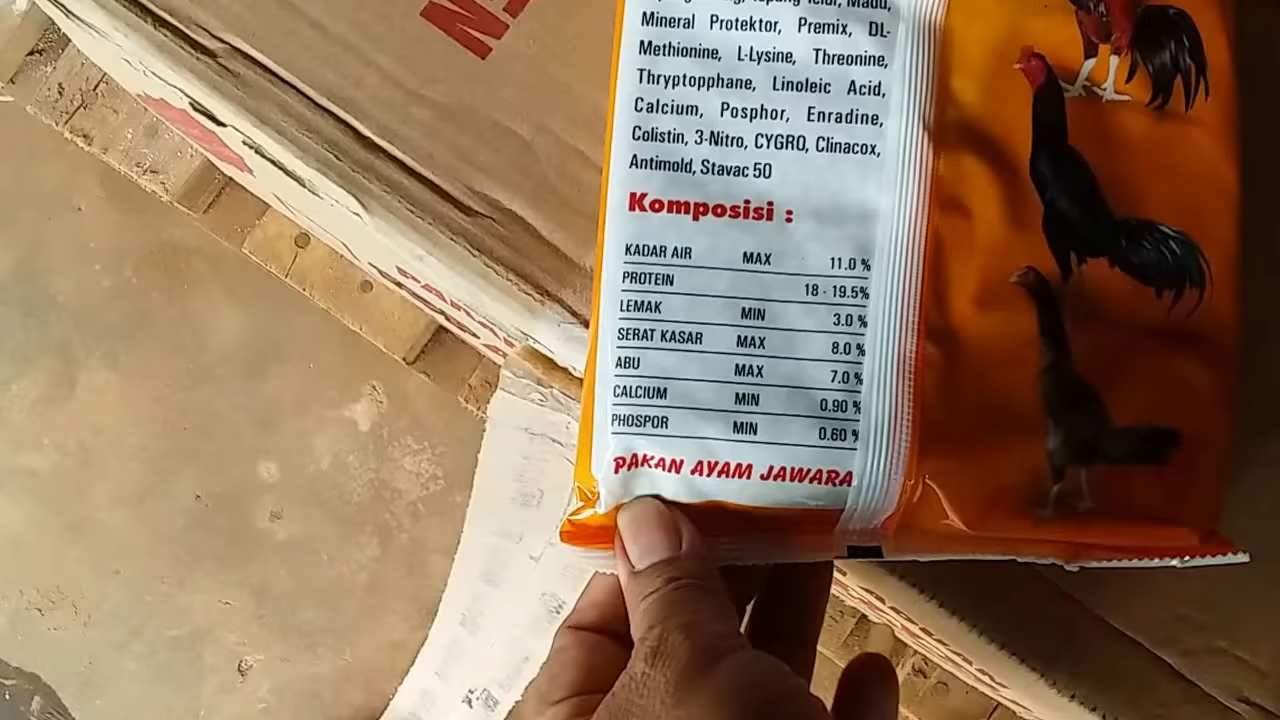 Mineral Protektor, Premix, DL-
Methionine, L-Lysine, Threonine,
Thryptopphane, Linoleic Acid,
Calcium, Posphor, Enradine,
Colistin, 3-Nitro, CYGRO, Clinacox,
Antimold, Stavac 50
Komposisi :
KADAR AIR MAX 11.0 %
PROTEIN 18 - 19.5%
LEMAK MIN 3.0 %
SERAT KASAR MAX 8.0 %
ABU MAX 7.0 %
CALCIUM MIN 0.90 %
PHOSPOR MIN 0.60 %
PAKAN AYAM JAWARA